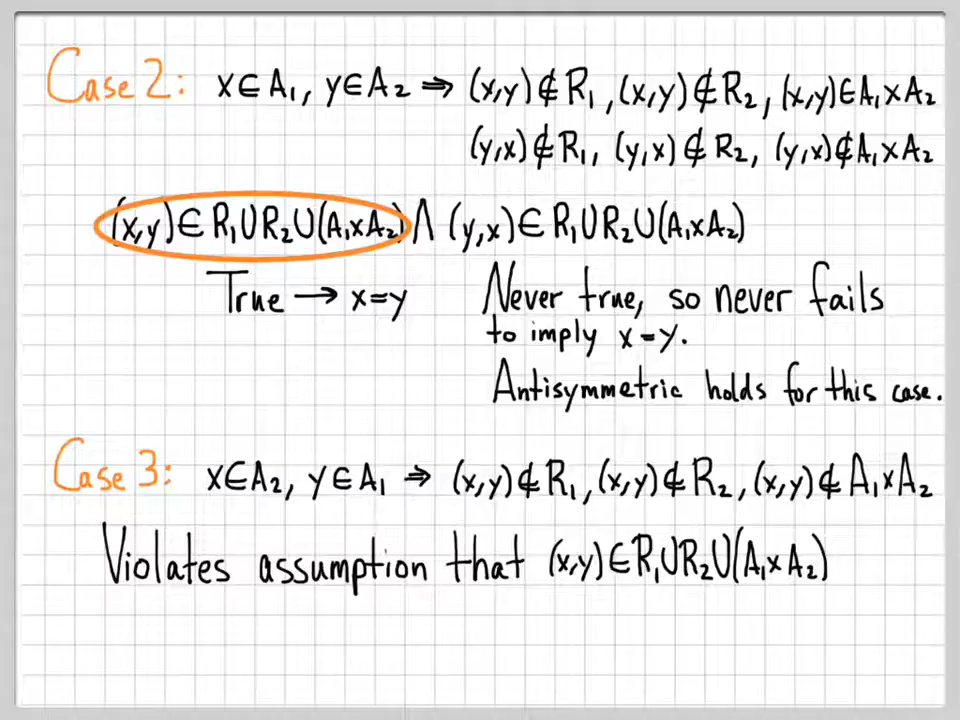 Case 2: x∈A₁, y∈A₂ ⇒ (x,y)∉R₁, (x,y)∉R₂, (x,y)∈A₁×A₂
(y,x)∉R₁, (y,x)∉R₂, (y,x)∉A₁×A₂
(x,y)∈R₁∪R₂∪(A₁×A₂) ∧ (y,x)∈R₁∪R₂∪(A₁×A₂)
True → x=y Never true, so never fails
to imply x=y.
Antisymmetric holds for this case.
Case 3: x∈A₂, y∈A₁ ⇒ (x,y)∉R₁, (x,y)∉R₂, (x,y)∉A₁×A₂
Violates assumption that (x,y)∈R₁∪R₂∪(A₁×A₂)